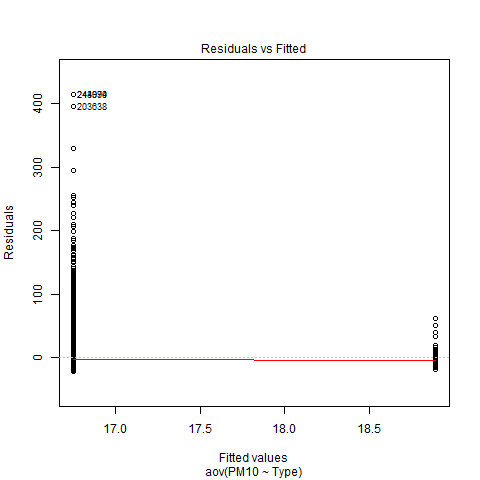 Residuals vs Fitted
400
300
200
100
0
Residuals
203638
17.0 17.5 18.0 18.5
Fitted values
aov(PM10 ~ Type)